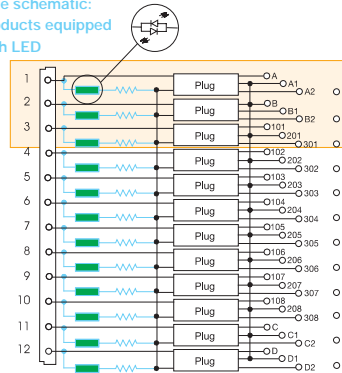 e schematic:
ducts equipped
h LED
1 Plug A
A1
A2
2 Plug B
B1
B2
3 Plug 101
201
301
4 Plug 102
202
302
5 Plug 103
203
303
6 Plug 104
204
304
7 Plug 105
205
305
8 Plug 106
206
306
9 Plug 107
207
307
10 Plug 108
208
308
11 Plug C
C1
C2
12 Plug D
D1
D2